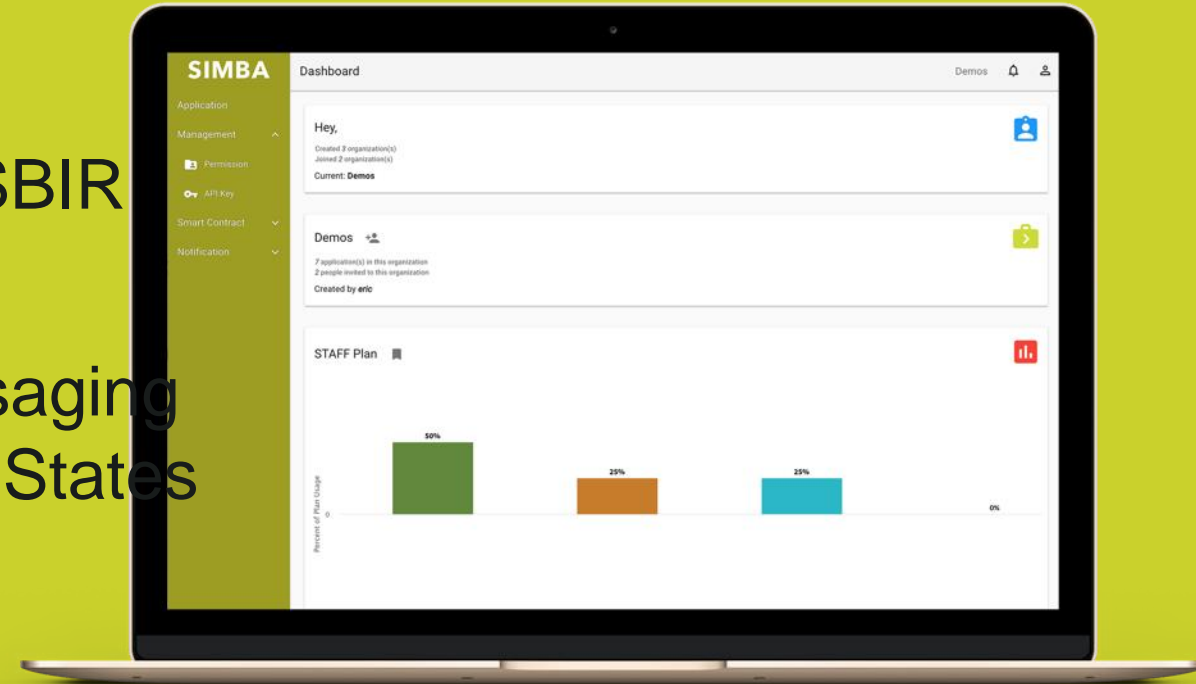 SIMBA
Dashboard
Demos
Application
Management
Permission
API Key
Smart Contract
Notification
Hey,
Created 3 organization(s)
Joined 2 organization(s)
Current: Demos
Demos
7 application(s) in this organization
2 people invited to this organization
Created by eric
STAFF Plan
50%
25%
25%
0%
0
Percent of Plan Usage
SBIR
saging
States